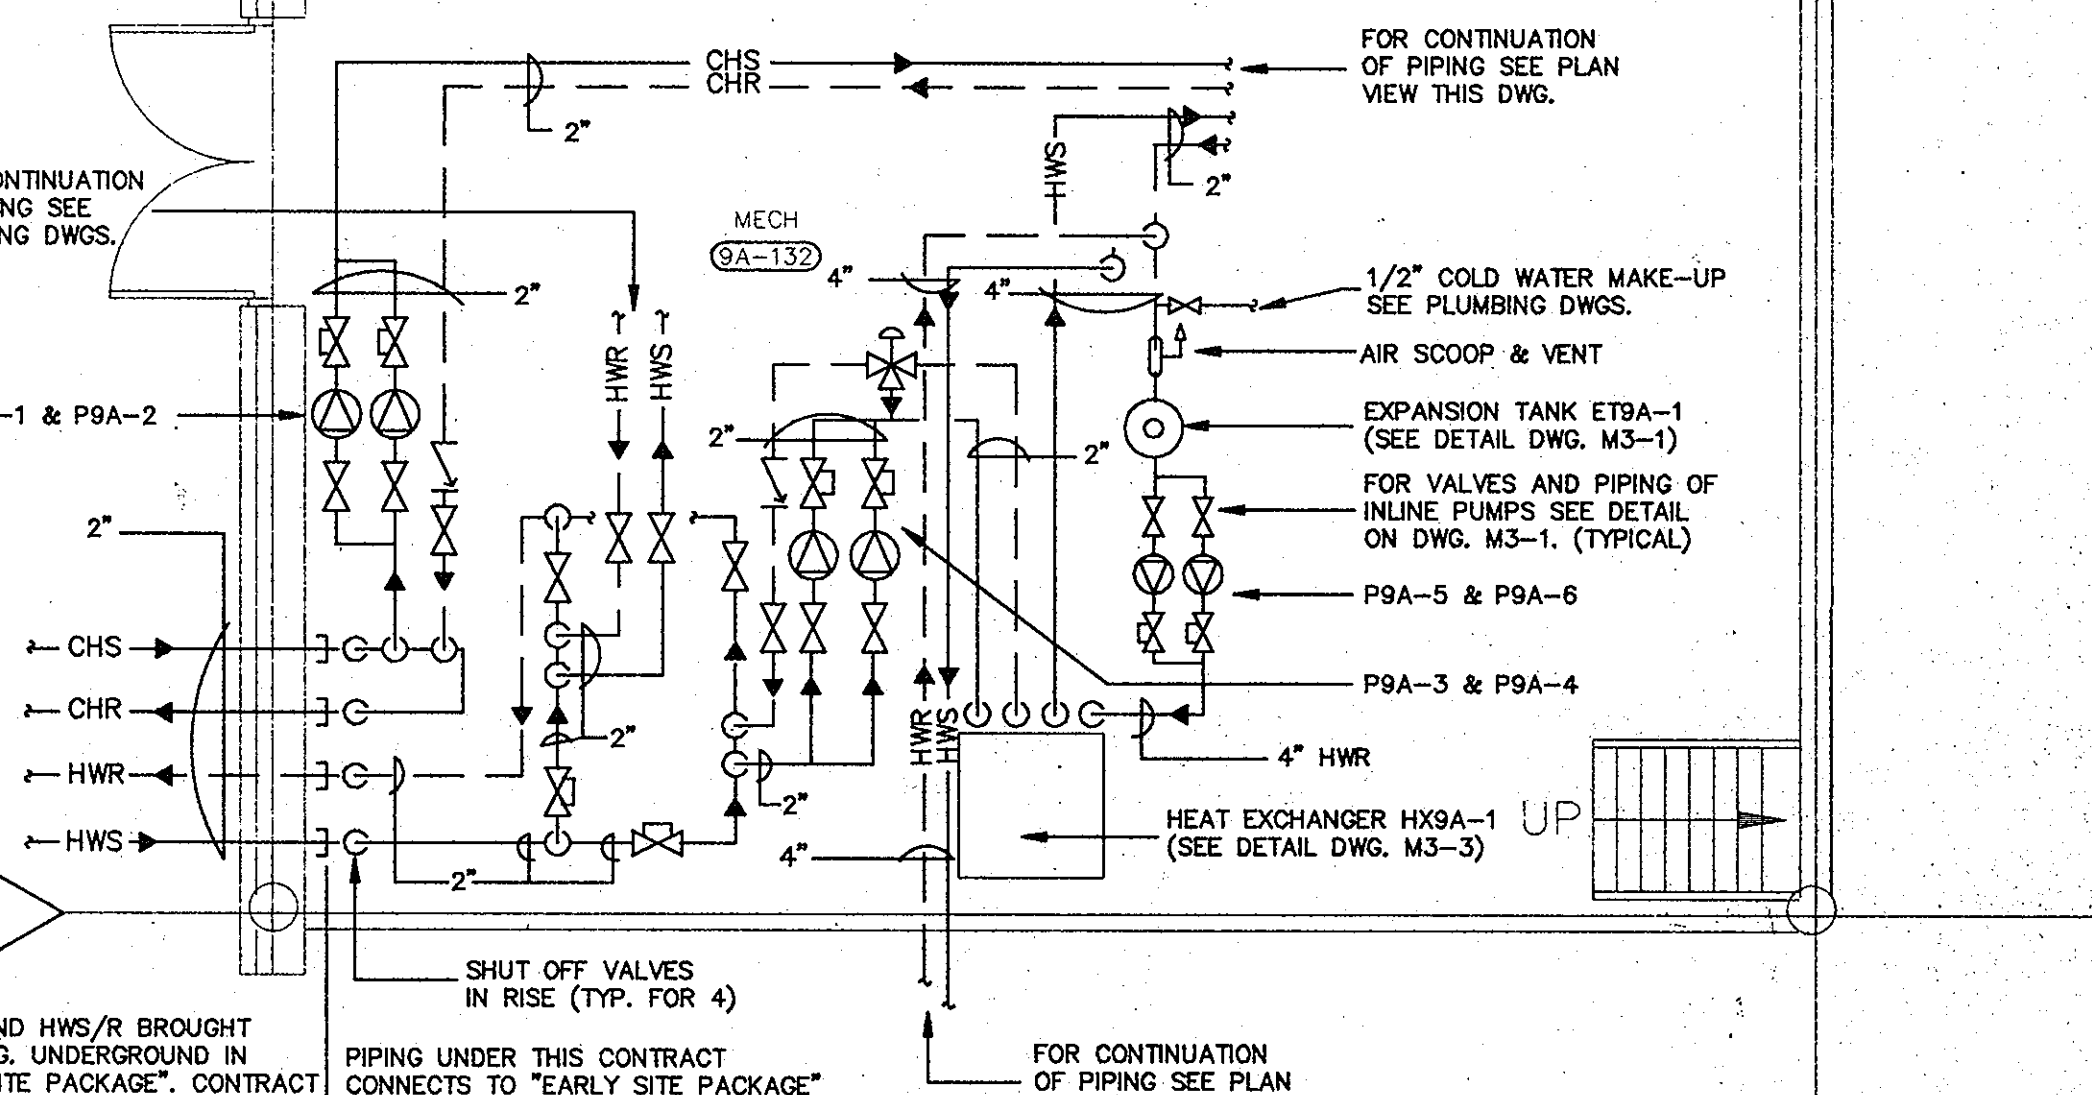 FOR CONTINUATION
OF PIPING SEE PLAN
VIEW THIS DWG.
CHS
CHR
2"
HWS
2"
ONTINUATION
NG SEE
NG DWGS.
MECH
9A-132
4"
4"
2"
1/2" COLD WATER MAKE-UP
SEE PLUMBING DWGS.
AIR SCOOP & VENT
HWR
HWS
-1 & P9A-2
EXPANSION TANK ET9A-1
(SEE DETAIL DWG. M3-1)
2"
2"
FOR VALVES AND PIPING OF
INLINE PUMPS SEE DETAIL
ON DWG. M3-1. (TYPICAL)
2"
P9A-5 & P9A-6
CHS
P9A-3 & P9A-4
CHR
2"
HWR
HWS
4" HWR
HWR
2"
HEAT EXCHANGER HX9A-1
(SEE DETAIL DWG. M3-3)
UP
HWS
4"
2"
SHUT OFF VALVES
IN RISE (TYP. FOR 4)
ND HWS/R BROUGHT
G. UNDERGROUND IN
ITE PACKAGE". CONTRACT
PIPING UNDER THIS CONTRACT
CONNECTS TO "EARLY SITE PACKAGE"
FOR CONTINUATION
OF PIPING SEE PLAN